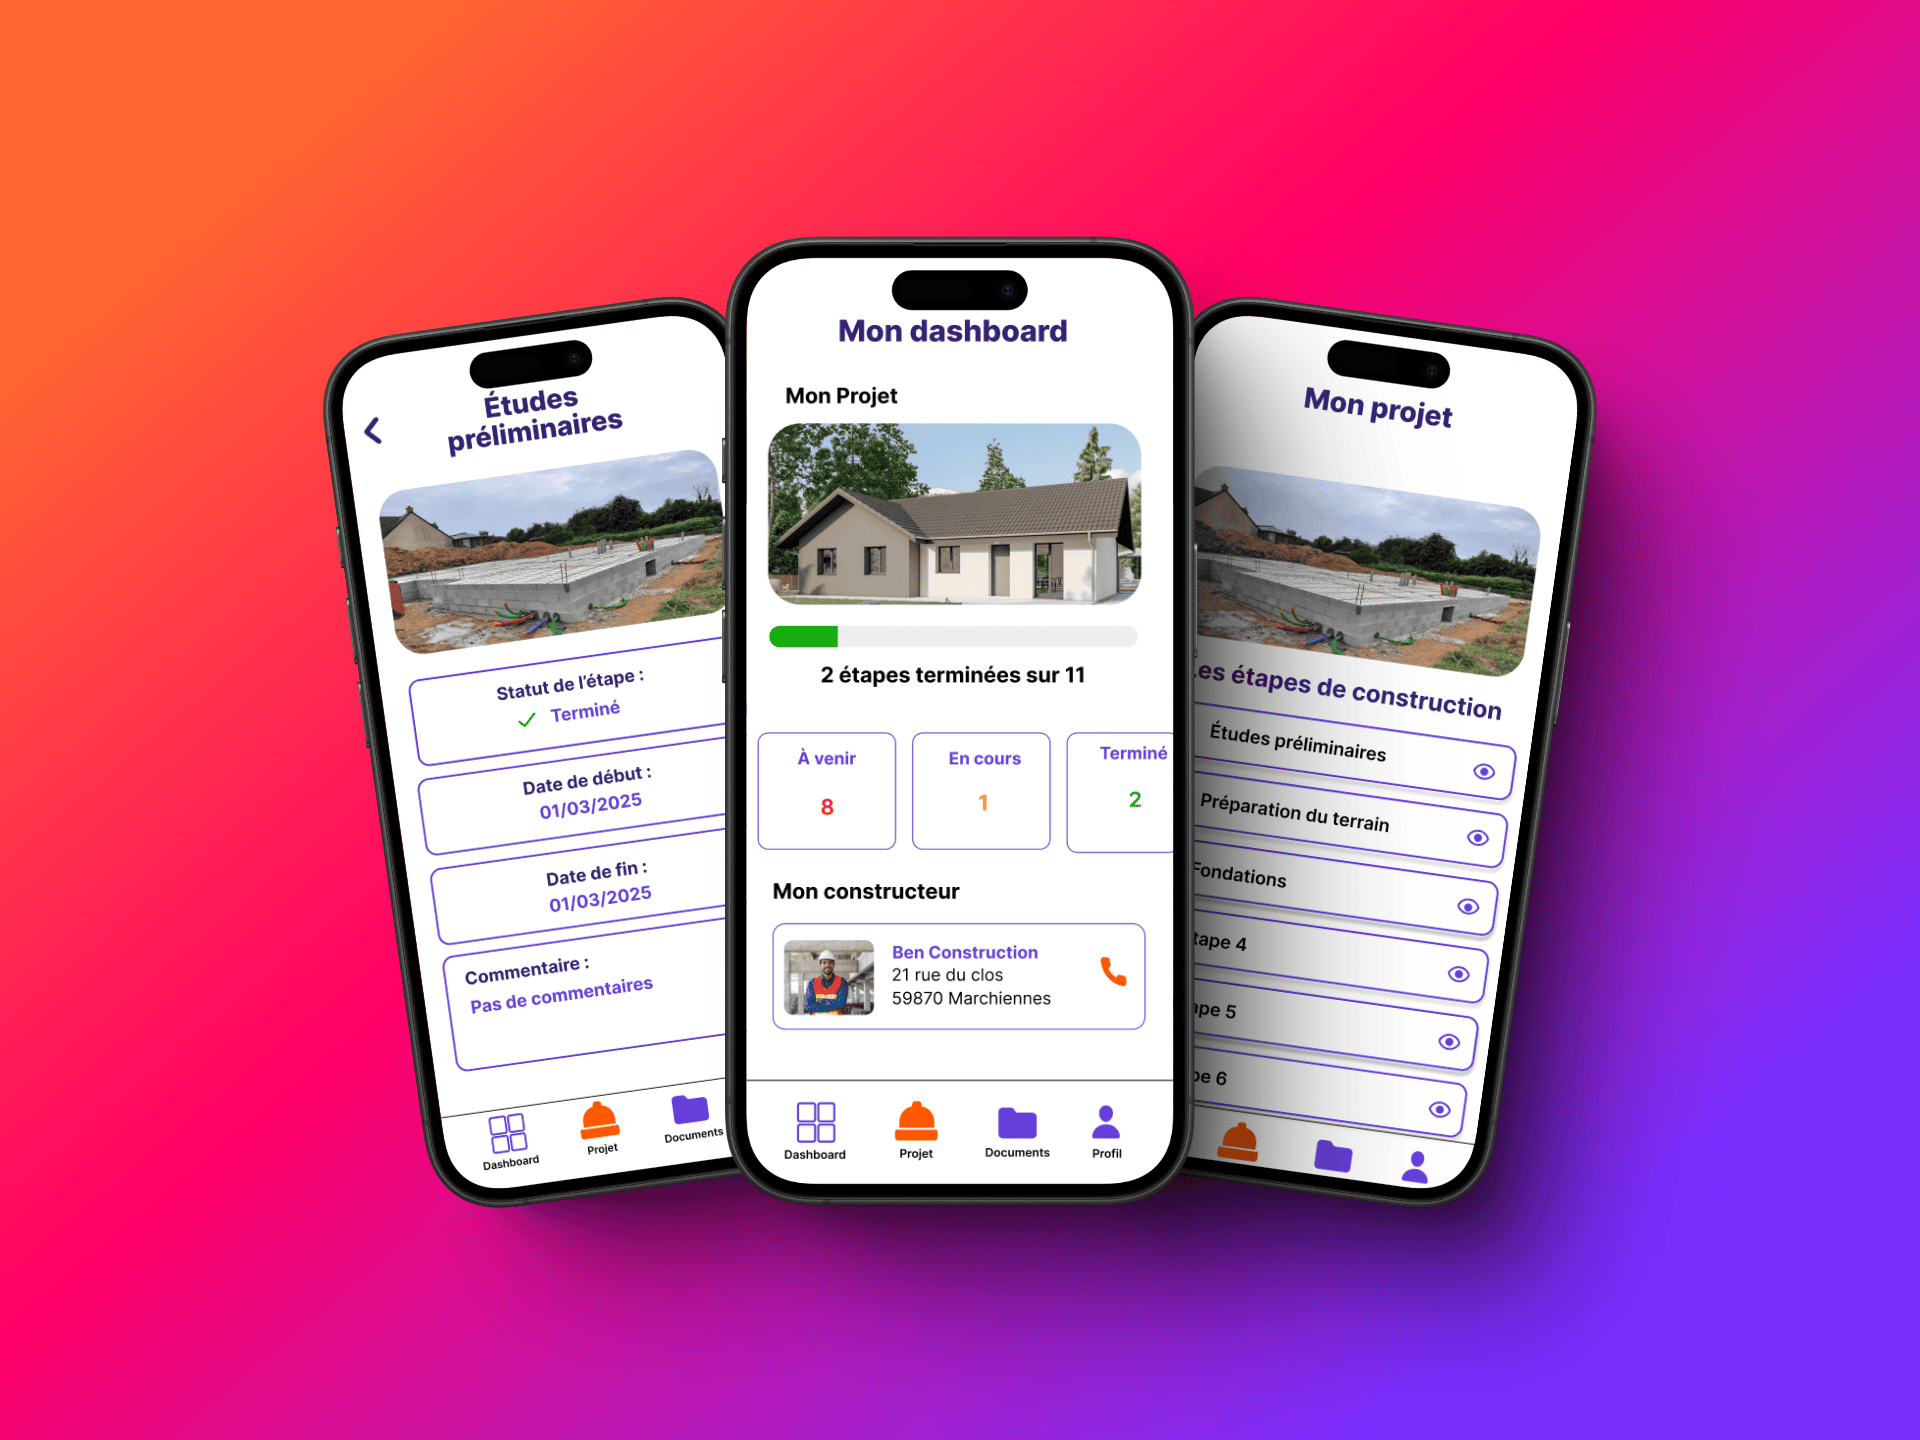 Études
préliminaires
Statut de l'étape :
Terminé
Date de début :
01/03/2025
Date de fin :
01/03/2025
Commentaire :
Pas de commentaires
Dashboard
Projet
Documents
Mon dashboard
Mon Projet
2 étapes terminées sur 11
À venir
8
En cours
1
Terminé
2
Mon constructeur
Ben Construction
21 rue du clos
59870 Marchiennes
Dashboard
Projet
Documents
Profil
Mon projet
es étapes de construction
Études préliminaires
Préparation du terrain
Fondations
tape 4
ape 5
pe 6